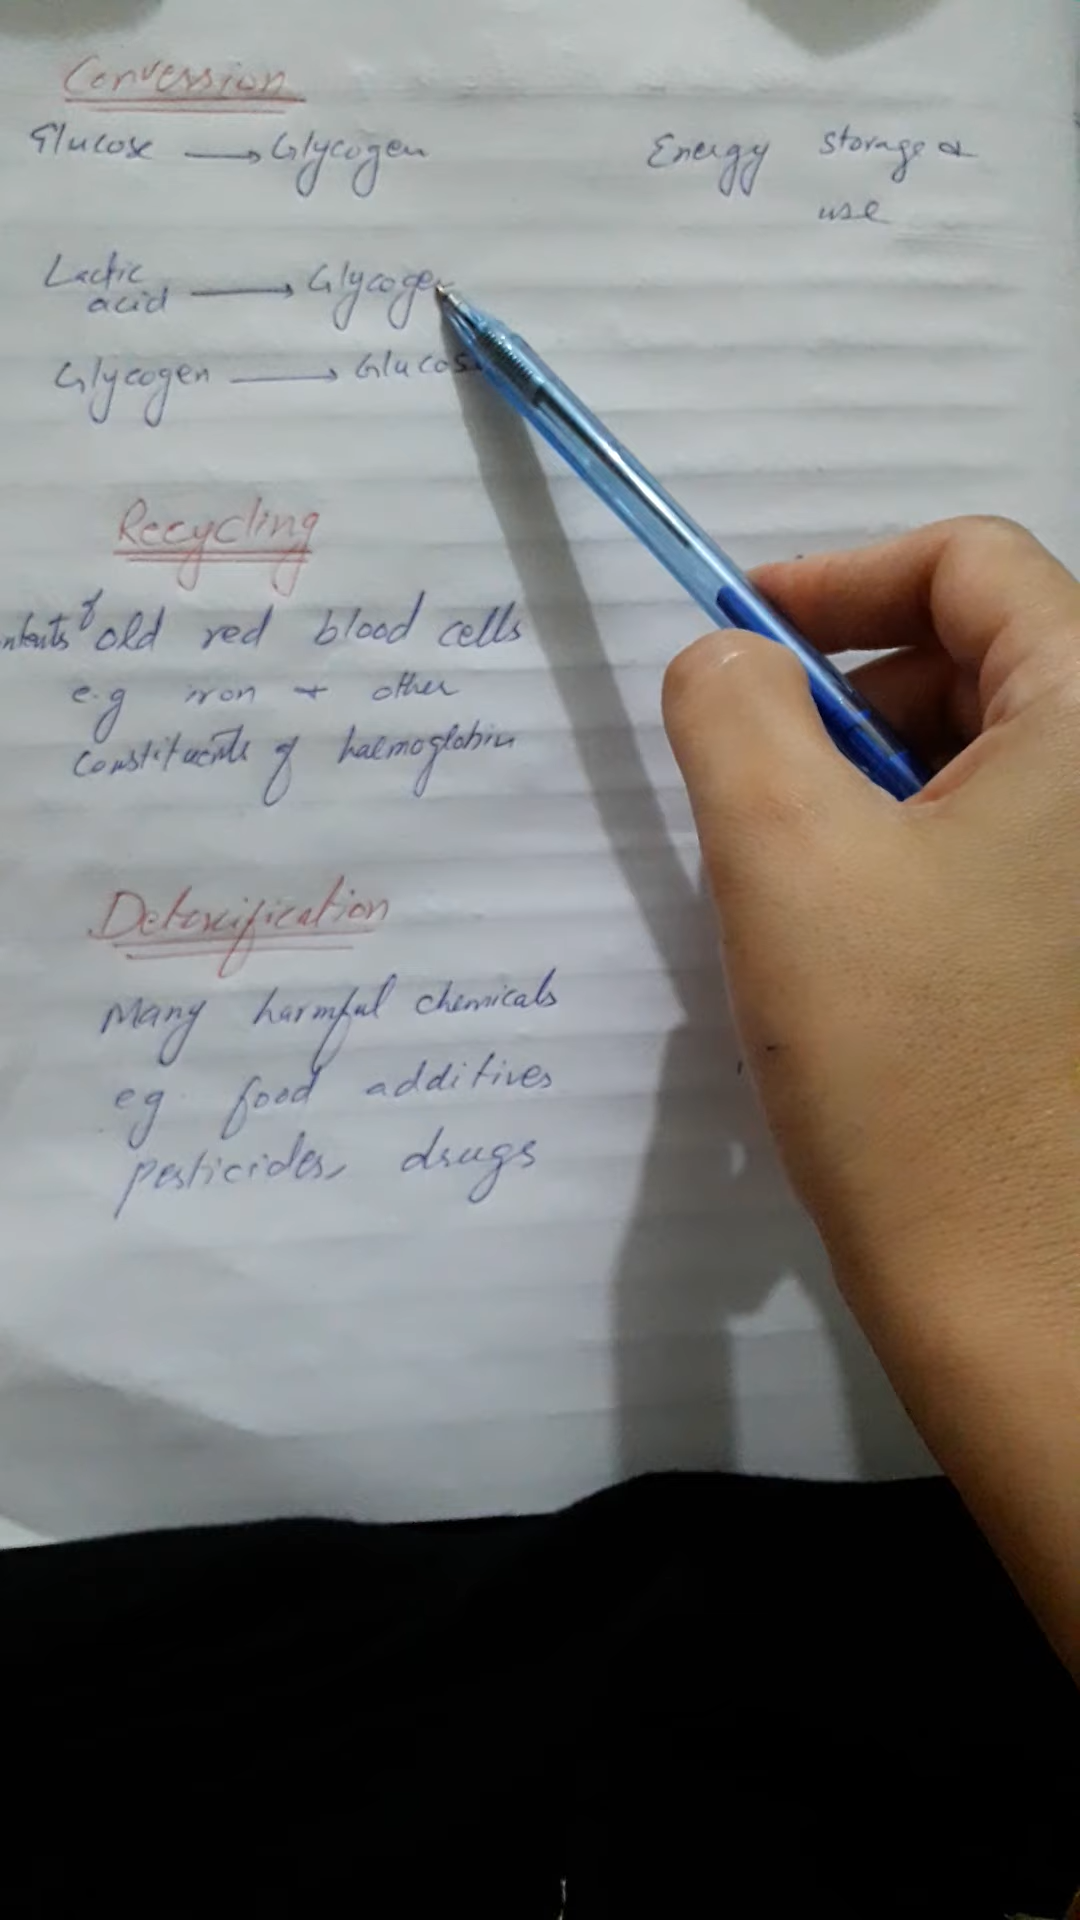 Conversion
Glucose → Glycogen Energy storage &
use
Lactic
acid → Glycogen
Glycogen → Glucose
Recycling
of old red blood cells
e.g iron + other
constituents of haemoglobin
Detoxification
Many harmful chemicals
eg. food additives
pesticides, drugs